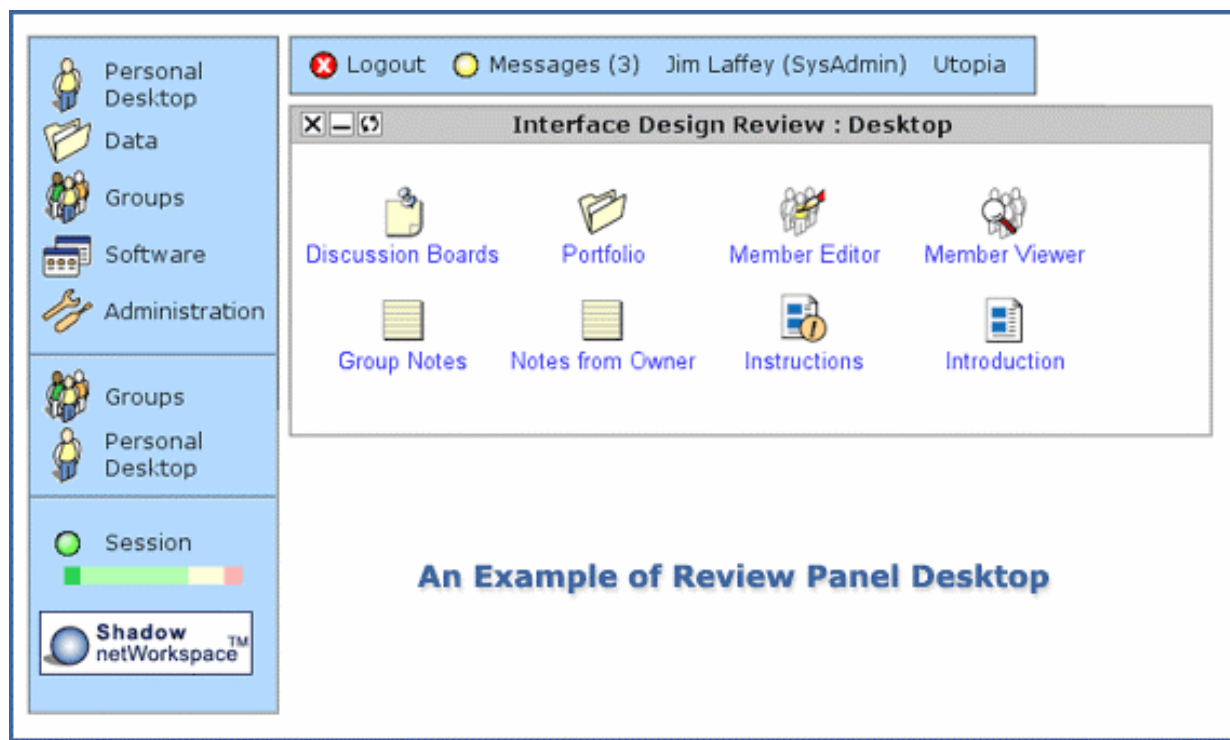 Personal
Desktop
Data
Groups
Software
Administration
Groups
Personal
Desktop
Session
Shadow
netWorkspace™
Logout Messages (3) Jim Laffey (SysAdmin) Utopia
Interface Design Review : Desktop
Discussion Boards Portfolio Member Editor Member Viewer
Group Notes Notes from Owner Instructions Introduction
An Example of Review Panel Desktop